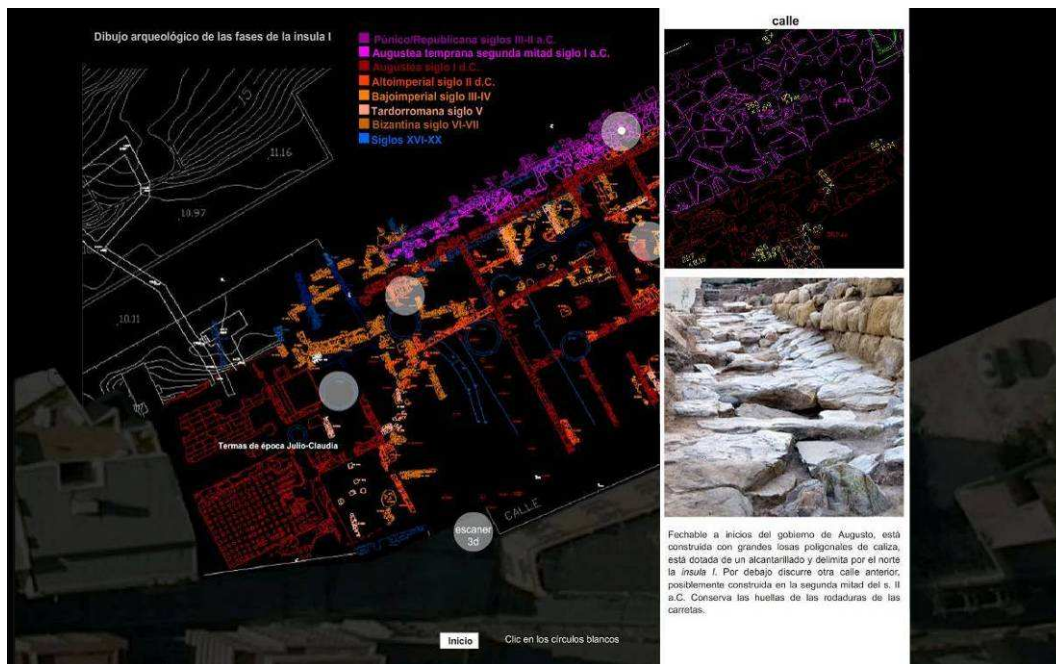 Dibujo arqueológico de las fases de la ínsula I
Púnico/Republicana siglos III-II a.C.
Augustea temprana segunda mitad siglo I a.C.
Augustea siglo I d.C.
Altoimperial siglo II d.C.
Bajoimperial siglo III-IV
Tardorromana siglo V
Bizantina siglo VI-VII
Siglos XVI-XX
11.16
10.97
10.11
Termas de época Julio-Claudia
CALLE
escaner
3d
Inicio
Clic en los círculos blancos
calle
Fechable a inicios del gobierno de Augusto, está
construida con grandes losas poligonales de caliza,
está dotada de un alcantarillado y delimita por el norte
la insula I. Por debajo discurre otra calle anterior,
posiblemente construida en la segunda mitad del s. II
a.C. Conserva las huellas de las rodaduras de las
carretas.